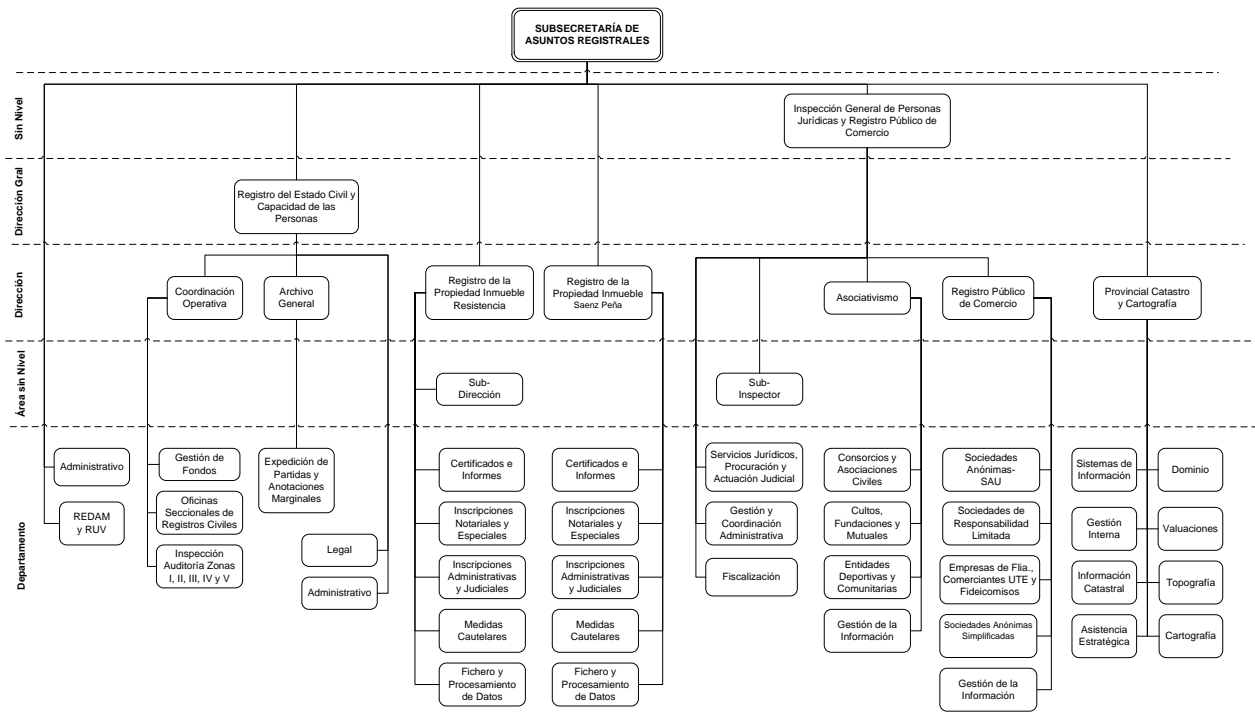 SUBSECRETARÍA DE
ASUNTOS REGISTRALES
Sin Nivel
Inspección General de Personas
Jurídicas y Registro Público de
Comercio
Dirección Gral
Registro del Estado Civil y
Capacidad de las
Personas
Dirección
Coordinación
Operativa
Archivo
General
Registro de la
Propiedad Inmueble
Resistencia
Registro de la
Propiedad Inmueble
Saenz Peña
Asociativismo
Registro Público
de Comercio
Provincial Catastro
y Cartografía
Área sin Nivel
Sub-
Dirección
Sub-
Inspector
Departamento
Administrativo
REDAM
y RUV
Gestión de
Fondos
Oficinas
Seccionales de
Registros Civiles
Inspección
Auditoría Zonas
I, II, III, IV y V
Expedición de
Partidas y
Anotaciones
Marginales
Legal
Administrativo
Certificados e
Informes
Inscripciones
Notariales y
Especiales
Inscripciones
Administrativas
y Judiciales
Medidas
Cautelares
Fichero y
Procesamiento
de Datos
Certificados e
Informes
Inscripciones
Notariales y
Especiales
Inscripciones
Administrativas
y Judiciales
Medidas
Cautelares
Fichero y
Procesamiento
de Datos
Servicios Jurídicos,
Procuración y
Actuación Judicial
Gestión y
Coordinación
Administrativa
Fiscalización
Consorcios y
Asociaciones
Civiles
Cultos,
Fundaciones y
Mutuales
Entidades
Deportivas y
Comunitarias
Gestión de la
Información
Sociedades
Anónimas-
SAU
Sociedades de
Responsabilidad
Limitada
Empresas de Flia.,
Comerciantes UTE y
Fideicomisos
Sociedades Anónimas
Simplificadas
Gestión de la
Información
Sistemas de
Información
Gestión
Interna
Información
Catastral
Asistencia
Estratégica
Dominio
Valuaciones
Topografía
Cartografía